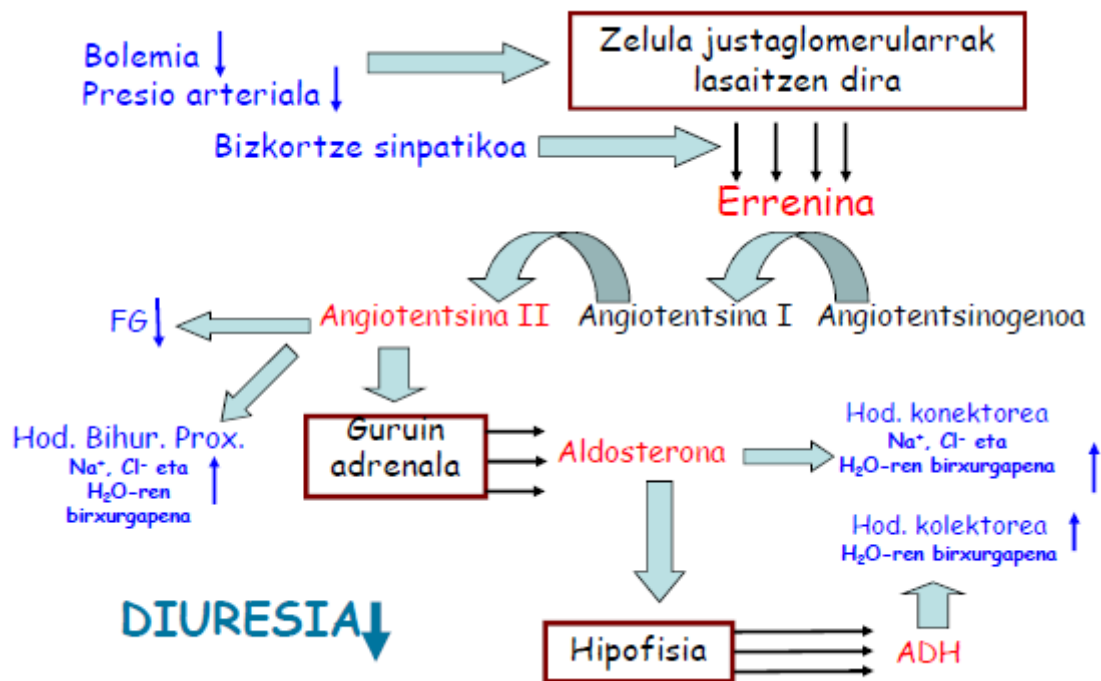 Bolemia
Presio arteriala
Zelula justaglomerularrak
lasaitzen dira
Bizkortze sinpatikoa
Errenina
FG
Angiotentsina II
Angiotentsina I
Angiotentsinogenoa
Hod. Bihur. Prox.
Na⁺, Cl⁻ eta
H₂O-ren
birxurgapena
Guruin
adrenala
Aldosterona
Hod. konektorea
Na⁺, Cl⁻ eta
H₂O-ren birxurgapena
Hod. kolektorea
H₂O-ren birxurgapena
DIURESIA
Hipofisia
ADH